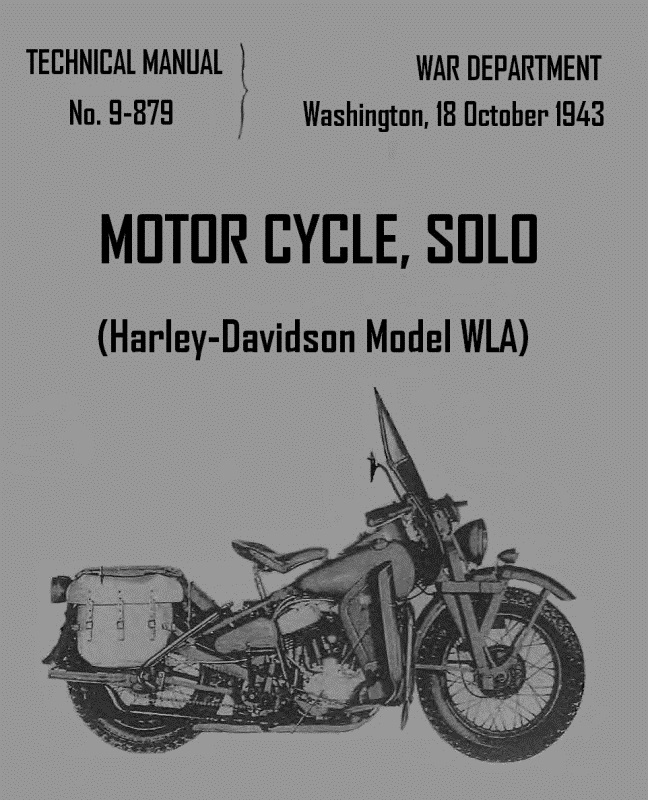 TECHNICAL MANUAL
No. 9-879
WAR DEPARTMENT
Washington, 18 October 1943
MOTOR CYCLE, SOLO
(Harley-Davidson Model WLA)